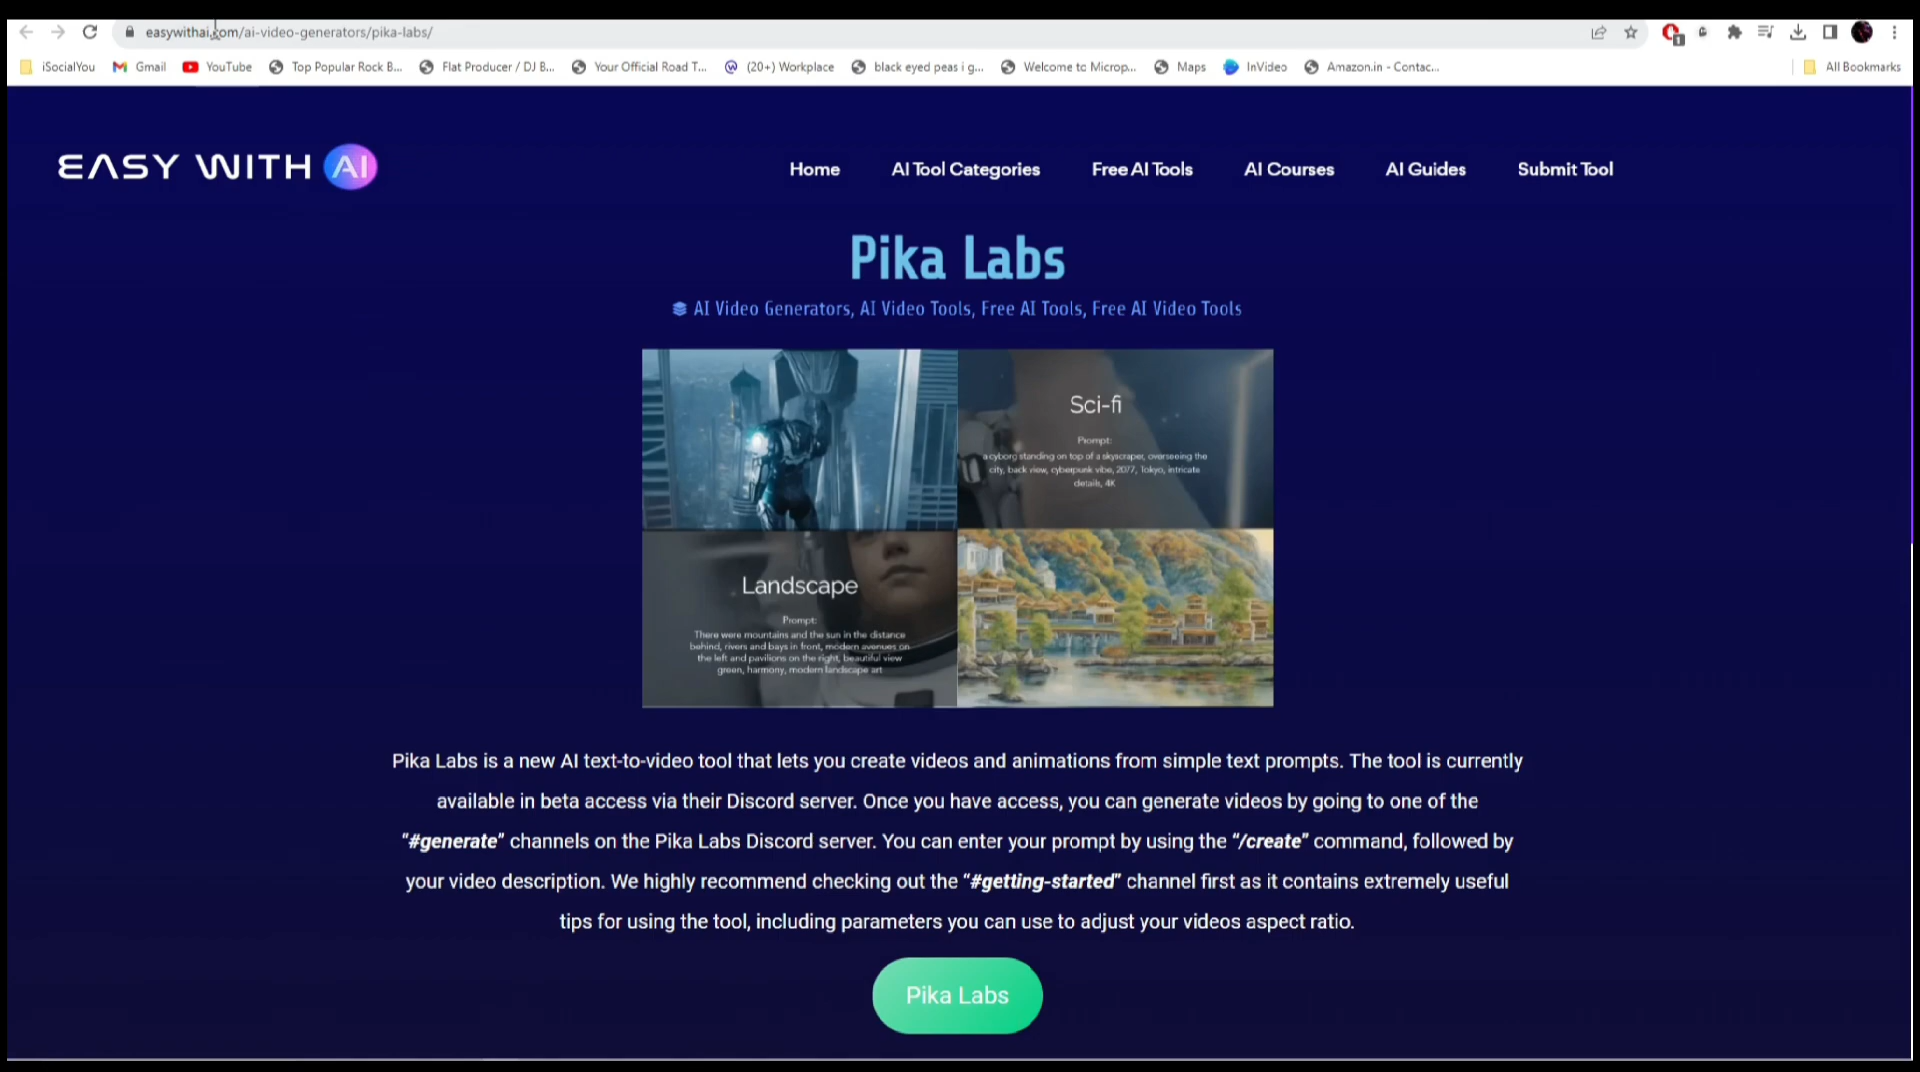 easywithai.com/ai-video-generators/pika-labs/
iSocialYou Gmail YouTube Top Popular Rock B... Flat Producer / DJ B... Your Official Road T... (20+) Workplace black eyed peas i g... Welcome to Microp... Maps InVideo Amazon.in - Contac... All Bookmarks
EASY WITH AI
Home AI Tool Categories Free AI Tools AI Courses AI Guides Submit Tool
Pika Labs
AI Video Generators, AI Video Tools, Free AI Tools, Free AI Video Tools
Sci-fi
Prompt:
a cyborg standing on top of a skyscraper, overseeing the
city, back view, cyberpunk vibe, 2077, Tokyo, intricate
details, 4K
Landscape
Prompt:
There were mountains and the sun in the distance
behind, rivers and bays in front, modern avenues on
the left and pavilions on the right, beautiful view
green, harmony, modern landscape art
Pika Labs is a new AI text-to-video tool that lets you create videos and animations from simple text prompts. The tool is currently
available in beta access via their Discord server. Once you have access, you can generate videos by going to one of the
“#generate” channels on the Pika Labs Discord server. You can enter your prompt by using the “/create” command, followed by
your video description. We highly recommend checking out the “#getting-started” channel first as it contains extremely useful
tips for using the tool, including parameters you can use to adjust your videos aspect ratio.
Pika Labs